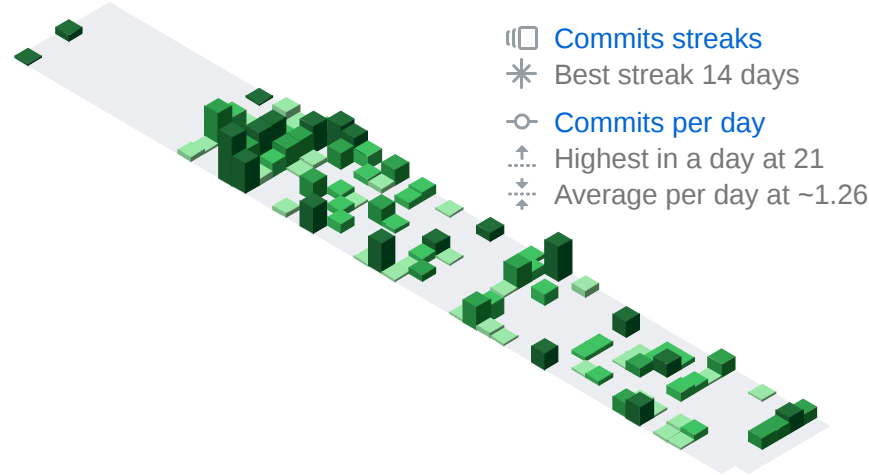 Commits streaks
Best streak 14 days
Commits per day
Highest in a day at 21
Average per day at ~1.26